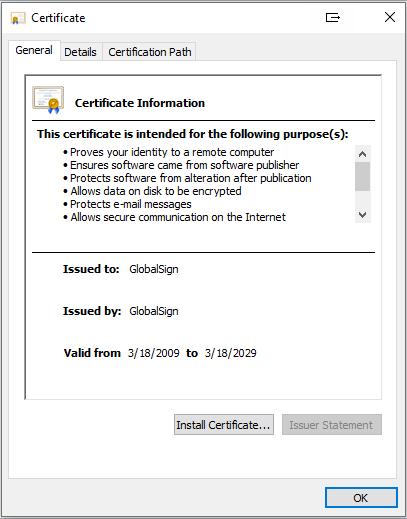 Certificate
General Details Certification Path
Certificate Information
This certificate is intended for the following purpose(s):
• Proves your identity to a remote computer
• Ensures software came from software publisher
• Protects software from alteration after publication
• Allows data on disk to be encrypted
• Protects e-mail messages
• Allows secure communication on the Internet
Issued to: GlobalSign
Issued by: GlobalSign
Valid from 3/18/2009 to 3/18/2029
Install Certificate... Issuer Statement
OK